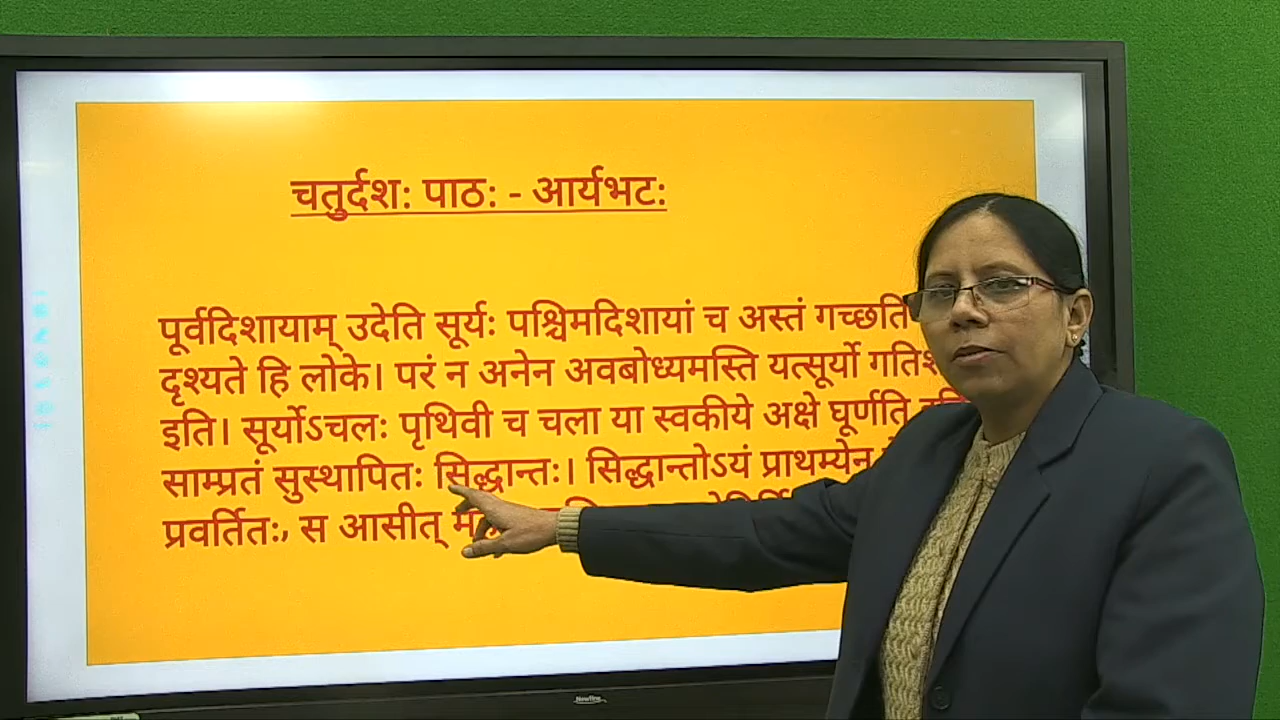 चतुर्दशः पाठः - आर्यभटः
पूर्वदिशायाम् उदेति सूर्यः पश्चिमदिशायां च अस्तं गच्छति
दृश्यते हि लोके। परं न अनेन अवबोध्यमस्ति यत्सूर्यो
इति। सूर्योऽचलः पृथिवी च चला या स्वकीये अक्षे घूर्णति
साम्प्रतं सुस्थापितः सिद्धान्तः। सिद्धान्तोऽयं प्राथम्येन
प्रवर्तितः, स आसीत्
Newline